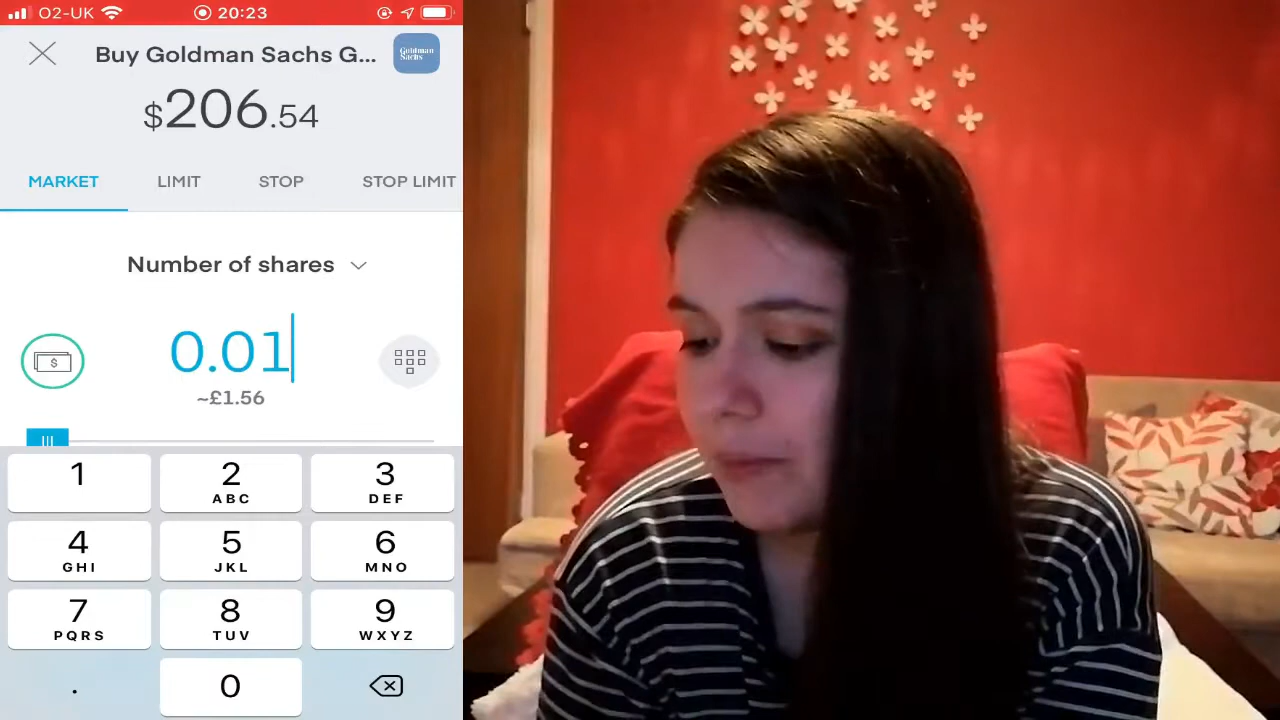 O2-UK 20:23
Buy Goldman Sachs G...
Goldman
Sachs
$206.54
MARKET LIMIT STOP STOP LIMIT
Number of shares
$
0.01
~£1.56
1 2 3
ABC DEF
4 5 6
GHI JKL MNO
7 8 9
PQRS TUV WXYZ
. 0